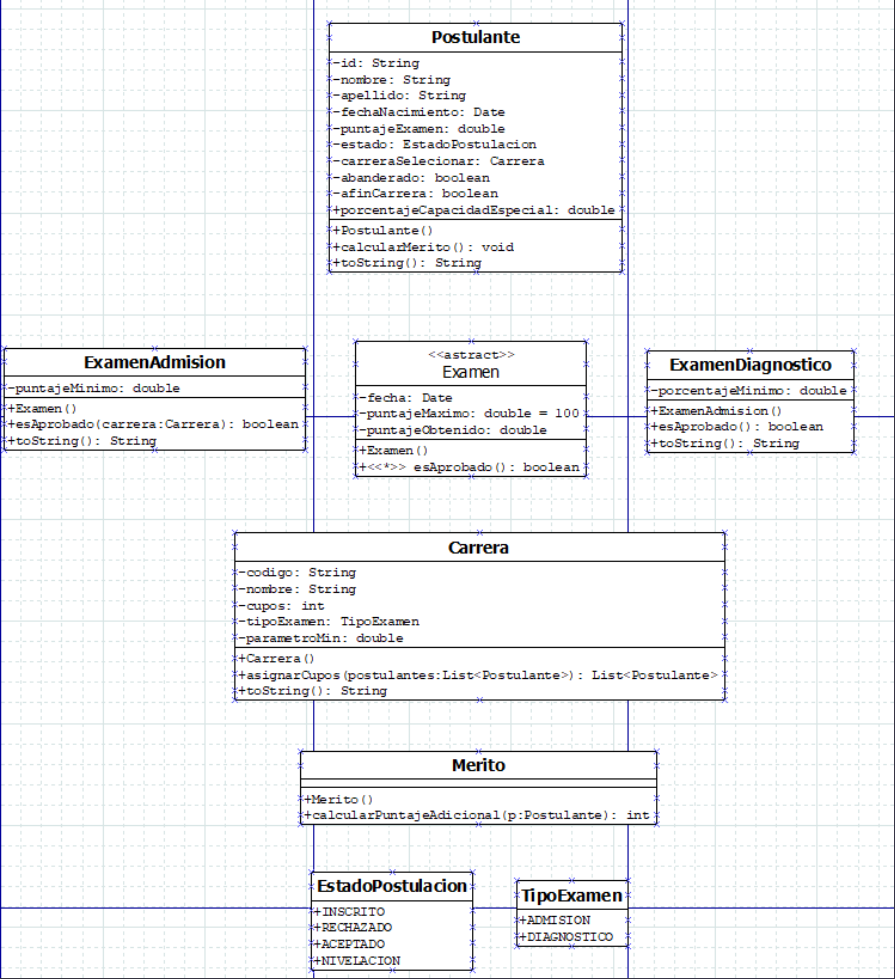 Postulante
-id: String
-nombre: String
-apellido: String
-fechaNacimiento: Date
-puntajeExamen: double
-estado: EstadoPostulacion
-carreraSelecionar: Carrera
-abanderado: boolean
-afinCarrera: boolean
+porcentajeCapacidadEspecial: double
+Postulante()
+calcularMerito(): void
+toString(): String
ExamenAdmision
-puntajeMinimo: double
+Examen()
+esAprobado(carrera:Carrera): boolean
+toString(): String
<<astract>>
Examen
-fecha: Date
-puntajeMaximo: double = 100
-puntajeObtenido: double
+Examen()
+<<*>> esAprobado(): boolean
ExamenDiagnostico
-porcentajeMinimo: double
+ExamenAdmision()
+esAprobado(): boolean
+toString(): String
Carrera
-codigo: String
-nombre: String
-cupos: int
-tipoExamen: TipoExamen
-parametroMin: double
+Carrera()
+asignarCupos(postulantes:List<Postulante>): List<Postulante>
+toString(): String
Merito
+Merito()
+calcularPuntajeAdicional(p:Postulante): int
EstadoPostulacion
+INSCRITO
+RECHAZADO
+ACEPTADO
+NIVELACION
TipoExamen
+ADMISION
+DIAGNOSTICO